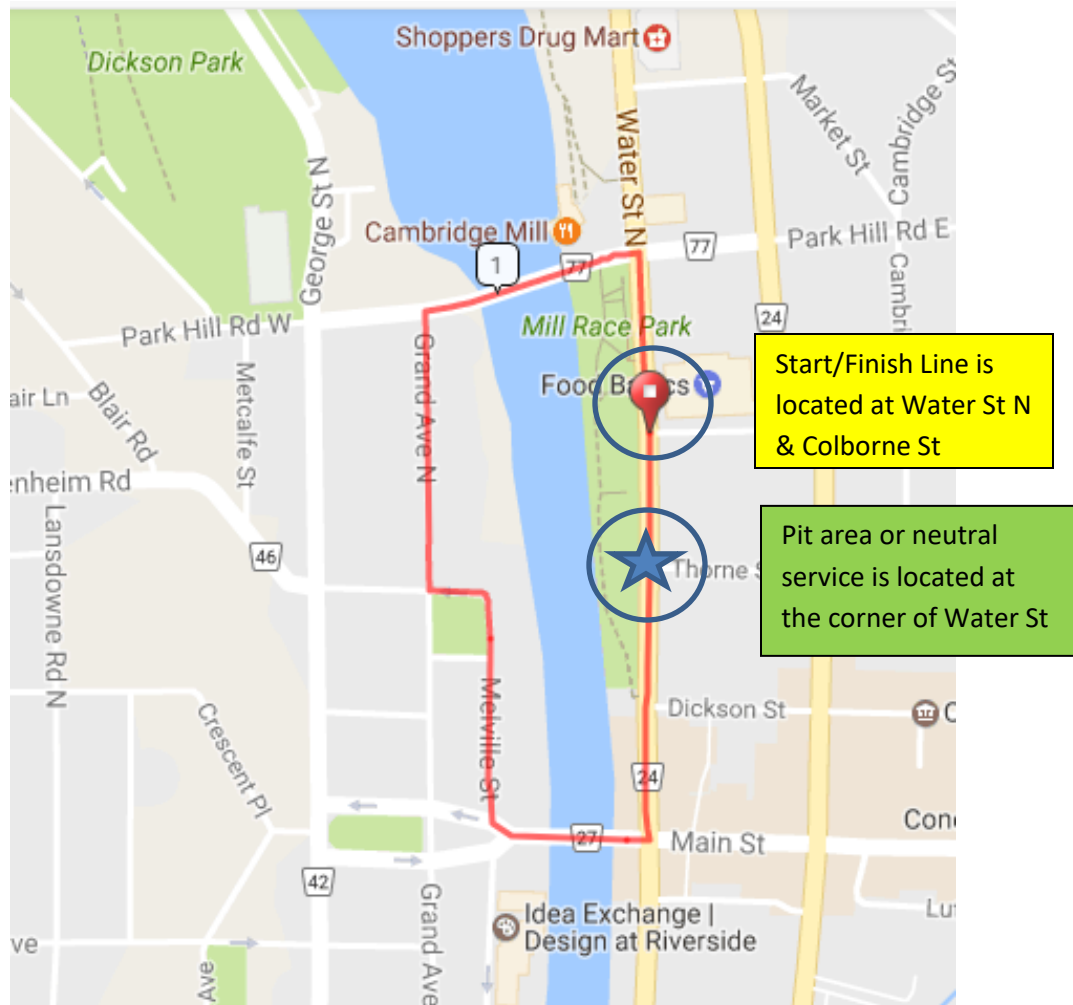 Shoppers Drug Mart
Dickson Park
Market St
Cambridge St
Water St N
George St N
Cambridge Mill
77
Park Hill Rd E
1
77
Cambri
Park Hill Rd W
Mill Race Park
24
Grand Ave N
Metcalfe St
air Ln
Blair Rd
Food Ba cs
Start/Finish Line is
located at Water St N
& Colborne St
enheim Rd
Lansdowne Rd N
46
Thorne S
Pit area or neutral
service is located at
the corner of Water St
Crescent Pl
Melville St
Dickson St
C
24
27
Main St
Con
42
Grand Ave
Idea Exchange |
Design at Riverside
Lu
ve
Ave